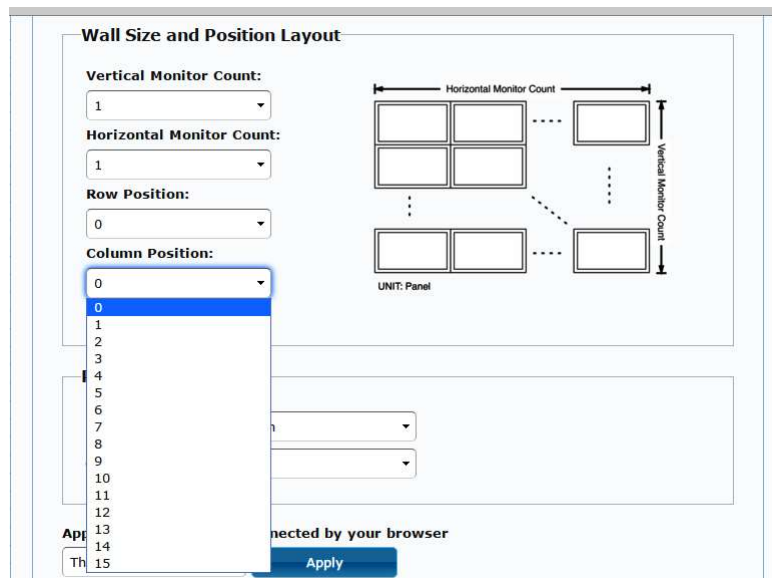 Wall Size and Position Layout
Vertical Monitor Count:
1
Horizontal Monitor Count:
1
Row Position:
0
Column Position:
0
0
1
2
3
4
5
6
7
8
9
10
11
12
13
14
15
Horizontal Monitor Count
Vertical Monitor Count
UNIT: Panel
nected by your browser
Apply